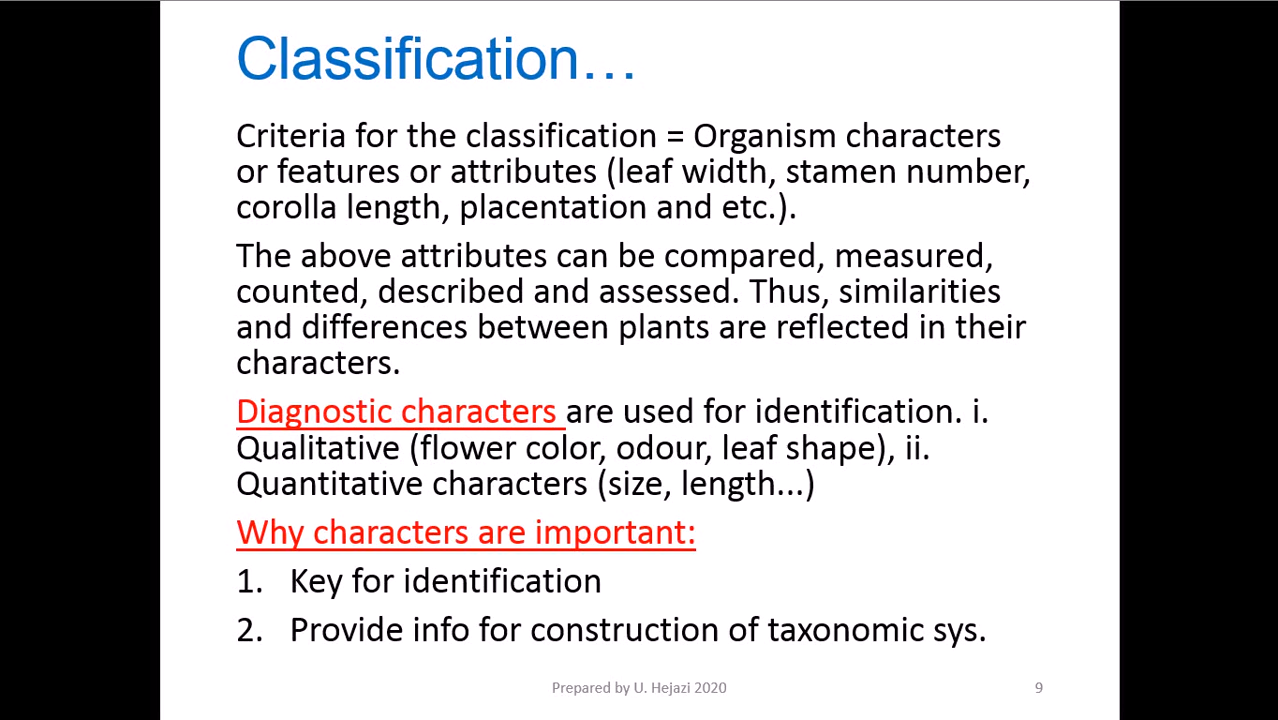 Classification…
Criteria for the classification = Organism characters
or features or attributes (leaf width, stamen number,
corolla length, placentation and etc.).
The above attributes can be compared, measured,
counted, described and assessed. Thus, similarities
and differences between plants are reflected in their
characters.
Diagnostic characters are used for identification. i.
Qualitative (flower color, odour, leaf shape), ii.
Quantitative characters (size, length...)
Why characters are important:
1. Key for identification
2. Provide info for construction of taxonomic sys.
Prepared by U. Hejazi 2020
9